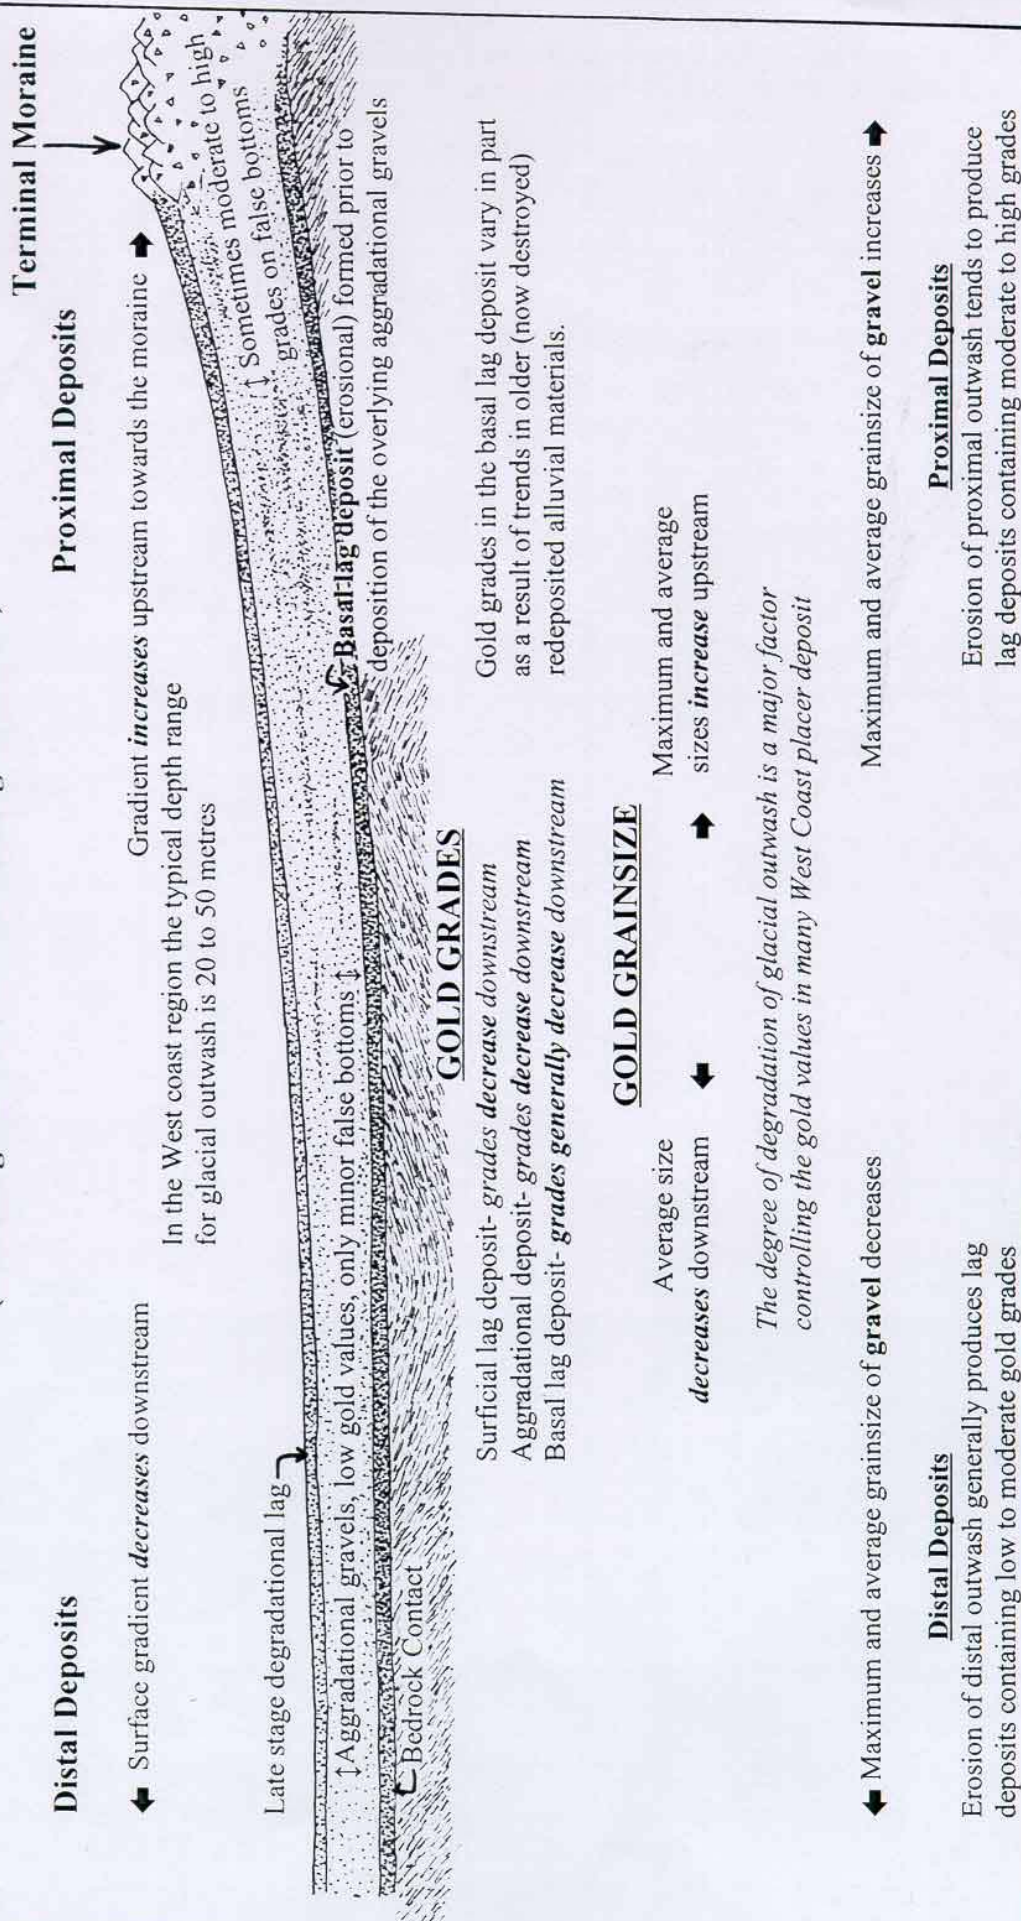 Terminal Moraine
Distal Deposits
Proximal Deposits
Surface gradient decreases downstream
Gradient increases upstream towards the moraine
In the West coast region the typical depth range
for glacial outwash is 20 to 50 metres
Late stage degradational lag
Sometimes moderate to high
grades on false bottoms
Aggradational gravels, low gold values, only minor false bottoms
Bedrock Contact
Basal lag deposit (erosional) formed prior to
deposition of the overlying aggradational gravels
GOLD GRADES
Surficial lag deposit- grades decrease downstream
Aggradational deposit- grades decrease downstream
Basal lag deposit- grades generally decrease downstream
Gold grades in the basal lag deposit vary in part
as a result of trends in older (now destroyed)
redeposited alluvial materials.
GOLD GRAINSIZE
Average size
decreases downstream
Maximum and average
sizes increase upstream
The degree of degradation of glacial outwash is a major factor
controlling the gold values in many West Coast placer deposit
Maximum and average grainsize of gravel decreases
Maximum and average grainsize of gravel increases
Distal Deposits
Erosion of distal outwash generally produces lag
deposits containing low to moderate gold grades
Proximal Deposits
Erosion of proximal outwash tends to produce
lag deposits containing moderate to high grades